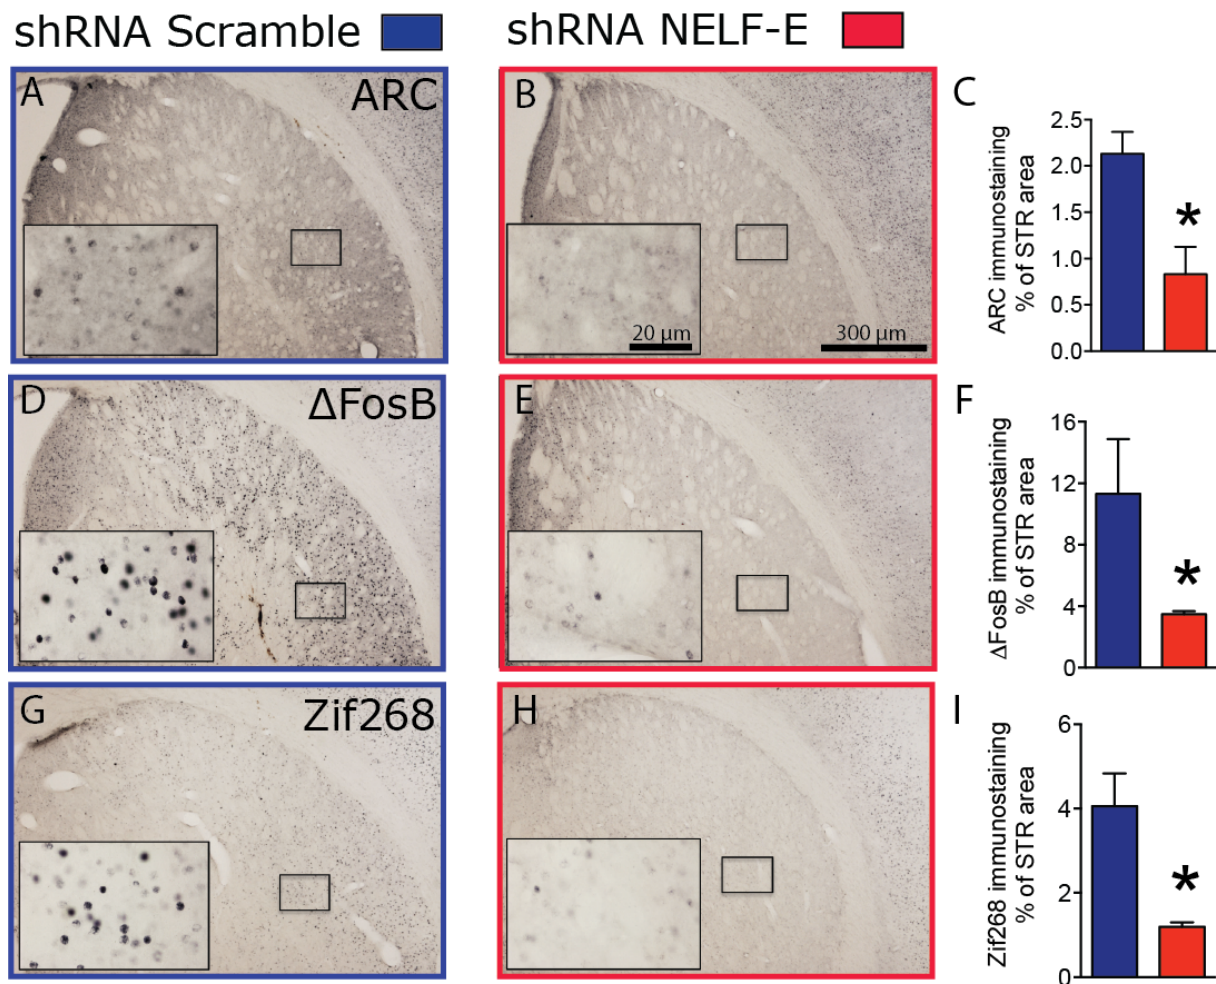 shRNA Scramble
shRNA NELF-E
A
ARC
B
20 µm
300 µm
C
ARC immunostaining
% of STR area
2.5
2.0
1.5
1.0
0.5
0.0
*
D
ΔFosB
E
F
ΔFosB immunostaining
% of STR area
16
12
8
4
0
*
G
Zif268
H
I
Zif268 immunostaining
% of STR area
6
4
2
0
*